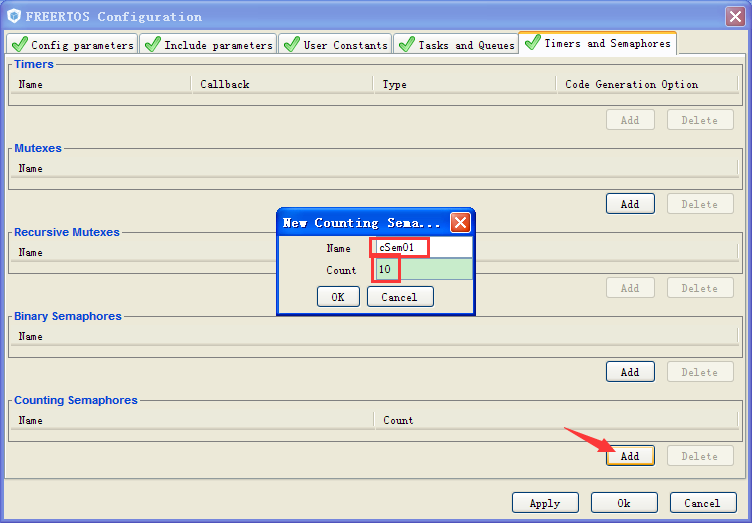 FREERTOS Configuration
Config parameters Include parameters User Constants Tasks and Queues Timers and Semaphores
Timers
Name Callback Type Code Generation Option
Add Delete
Mutexes
Name
Add Delete
New Counting Sema...
Recursive Mutexes
Name
Name cSem01
Count 10
Add Delete
OK Cancel
Binary Semaphores
Name
Add Delete
Counting Semaphores
Name Count
Add Delete
Apply Ok Cancel